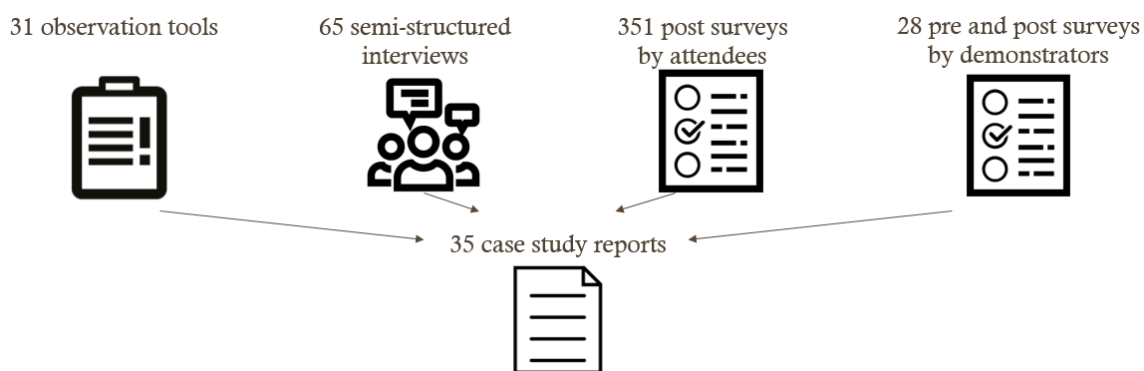 31 observation tools
65 semi-structured
interviews
351 post surveys
by attendees
28 pre and post surveys
by demonstrators
35 case study reports